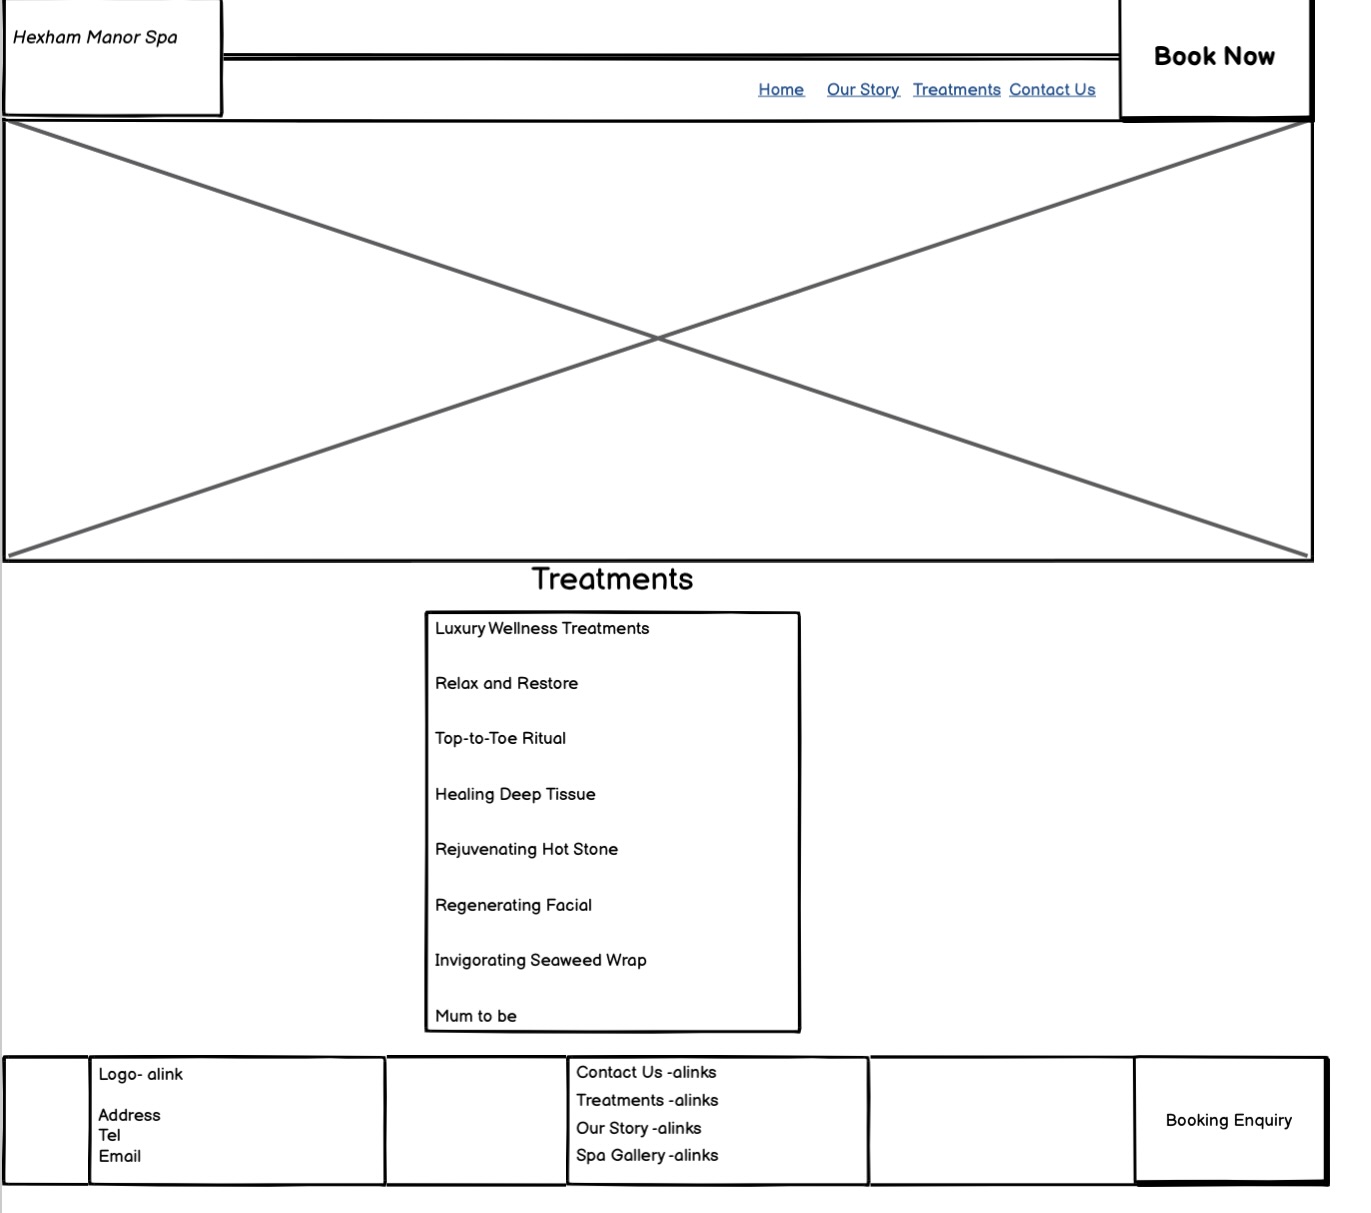 Hexham Manor Spa
Book Now
Home Our Story Treatments Contact Us
Treatments
Luxury Wellness Treatments
Relax and Restore
Top-to-Toe Ritual
Healing Deep Tissue
Rejuvenating Hot Stone
Regenerating Facial
Invigorating Seaweed Wrap
Mum to be
Logo- alink
Address
Tel
Email
Contact Us -alinks
Treatments -alinks
Our Story -alinks
Spa Gallery -alinks
Booking Enquiry